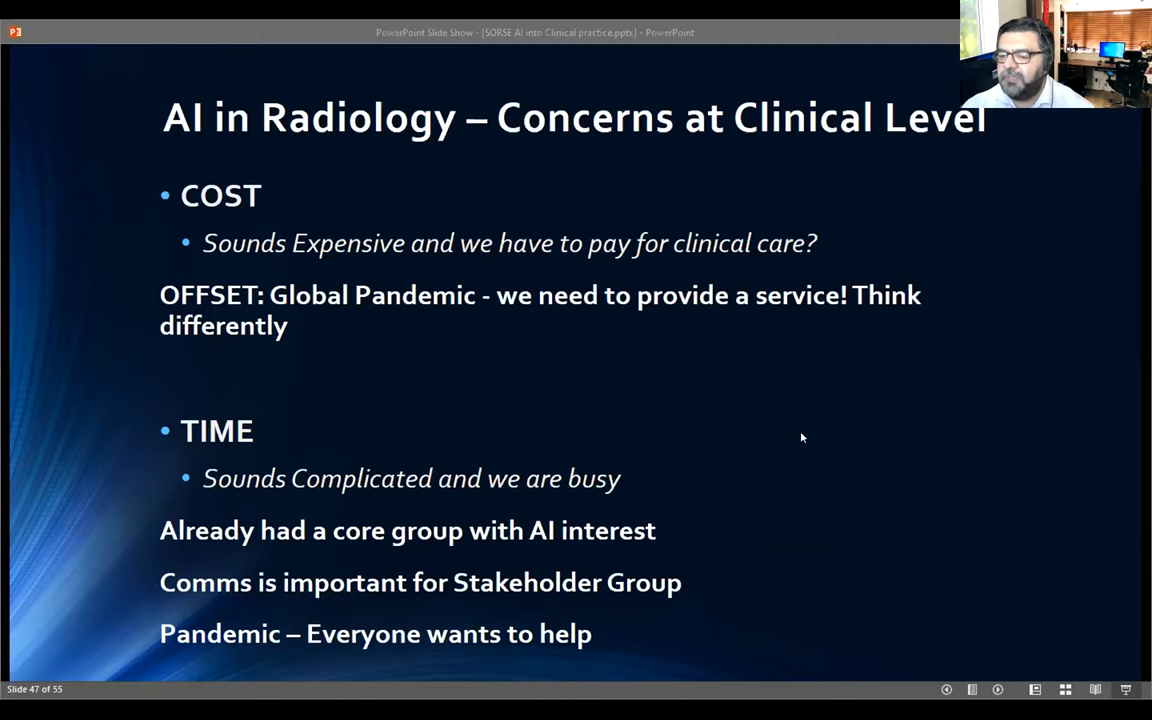 PowerPoint Slide Show - [SORSE AI into Clinical practice.pptx] - PowerPoint
AI in Radiology – Concerns at Clinical Level
• COST
• Sounds Expensive and we have to pay for clinical care?
OFFSET: Global Pandemic - we need to provide a service! Think
differently
• TIME
• Sounds Complicated and we are busy
Already had a core group with AI interest
Comms is important for Stakeholder Group
Pandemic – Everyone wants to help
Slide 47 of 55